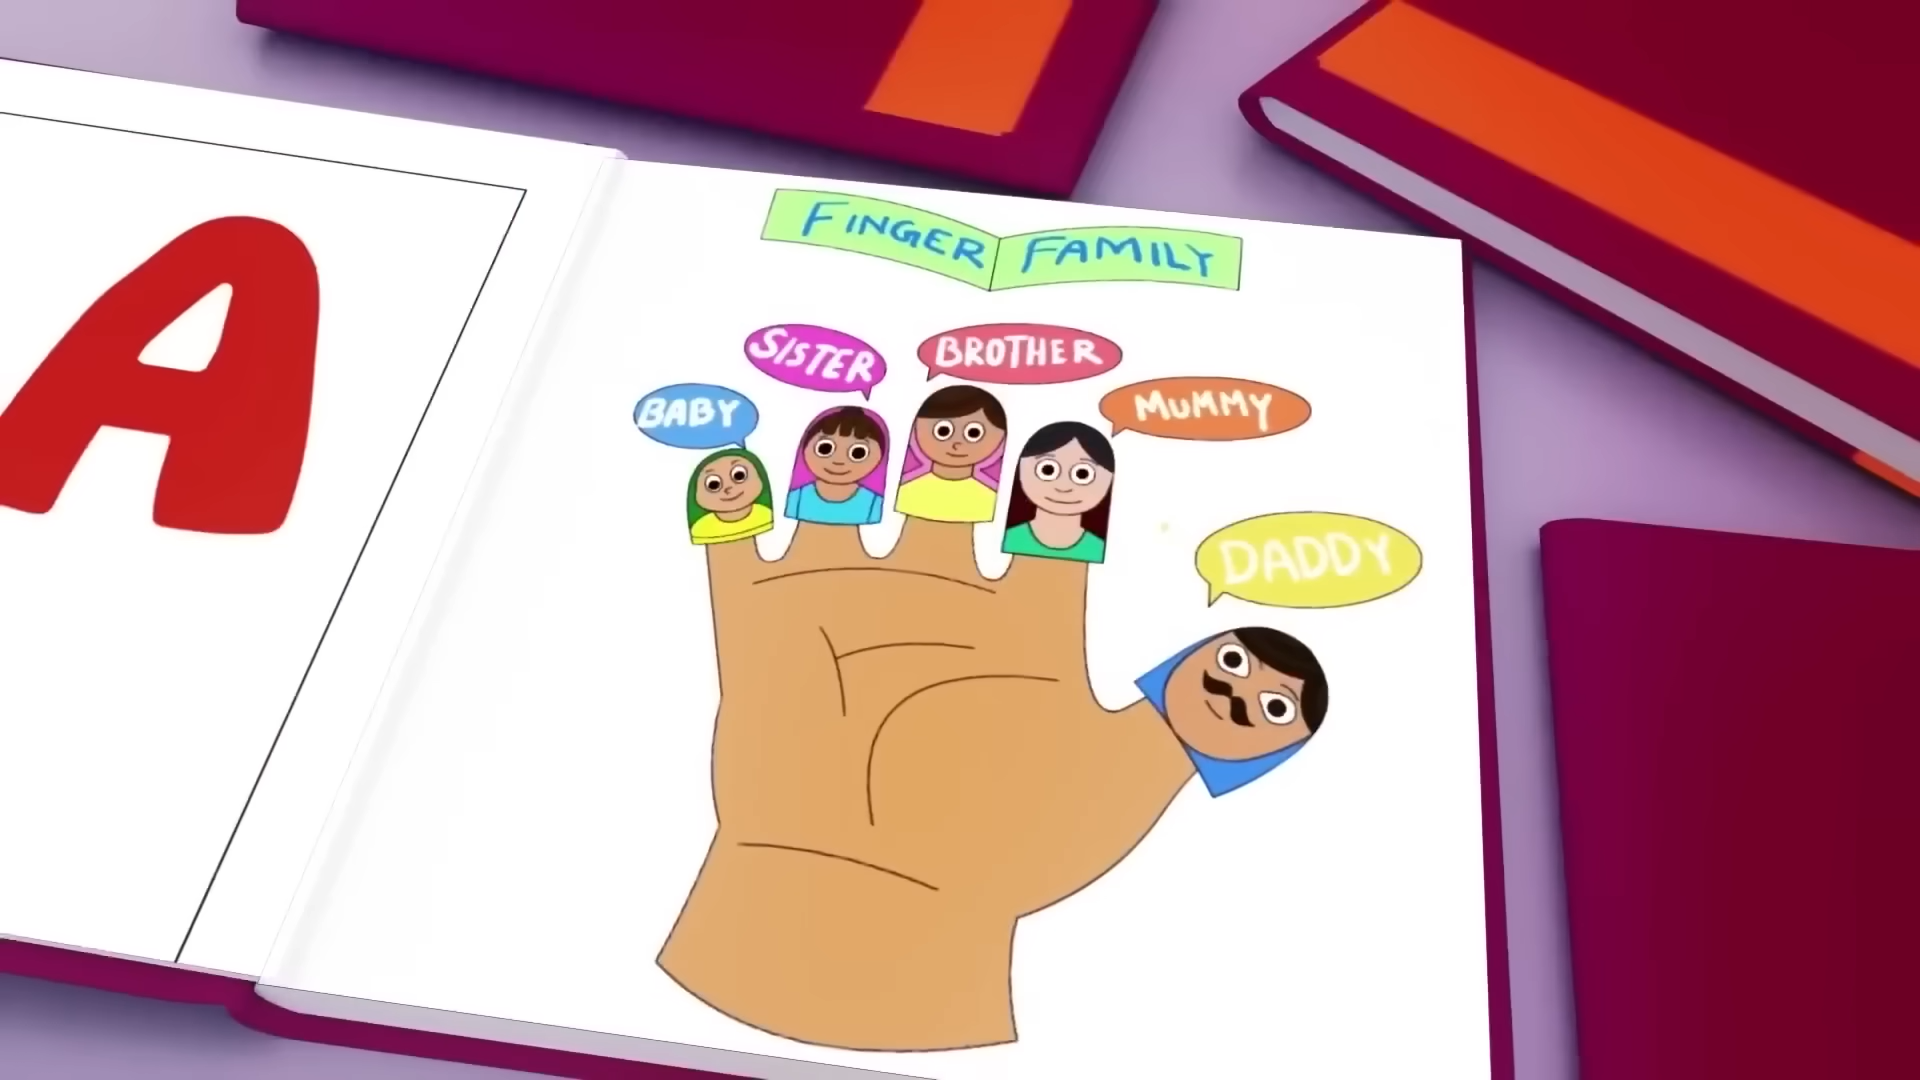 A
FINGER FAMILY
SISTER
BROTHER
BABY
MUMMY
DADDY